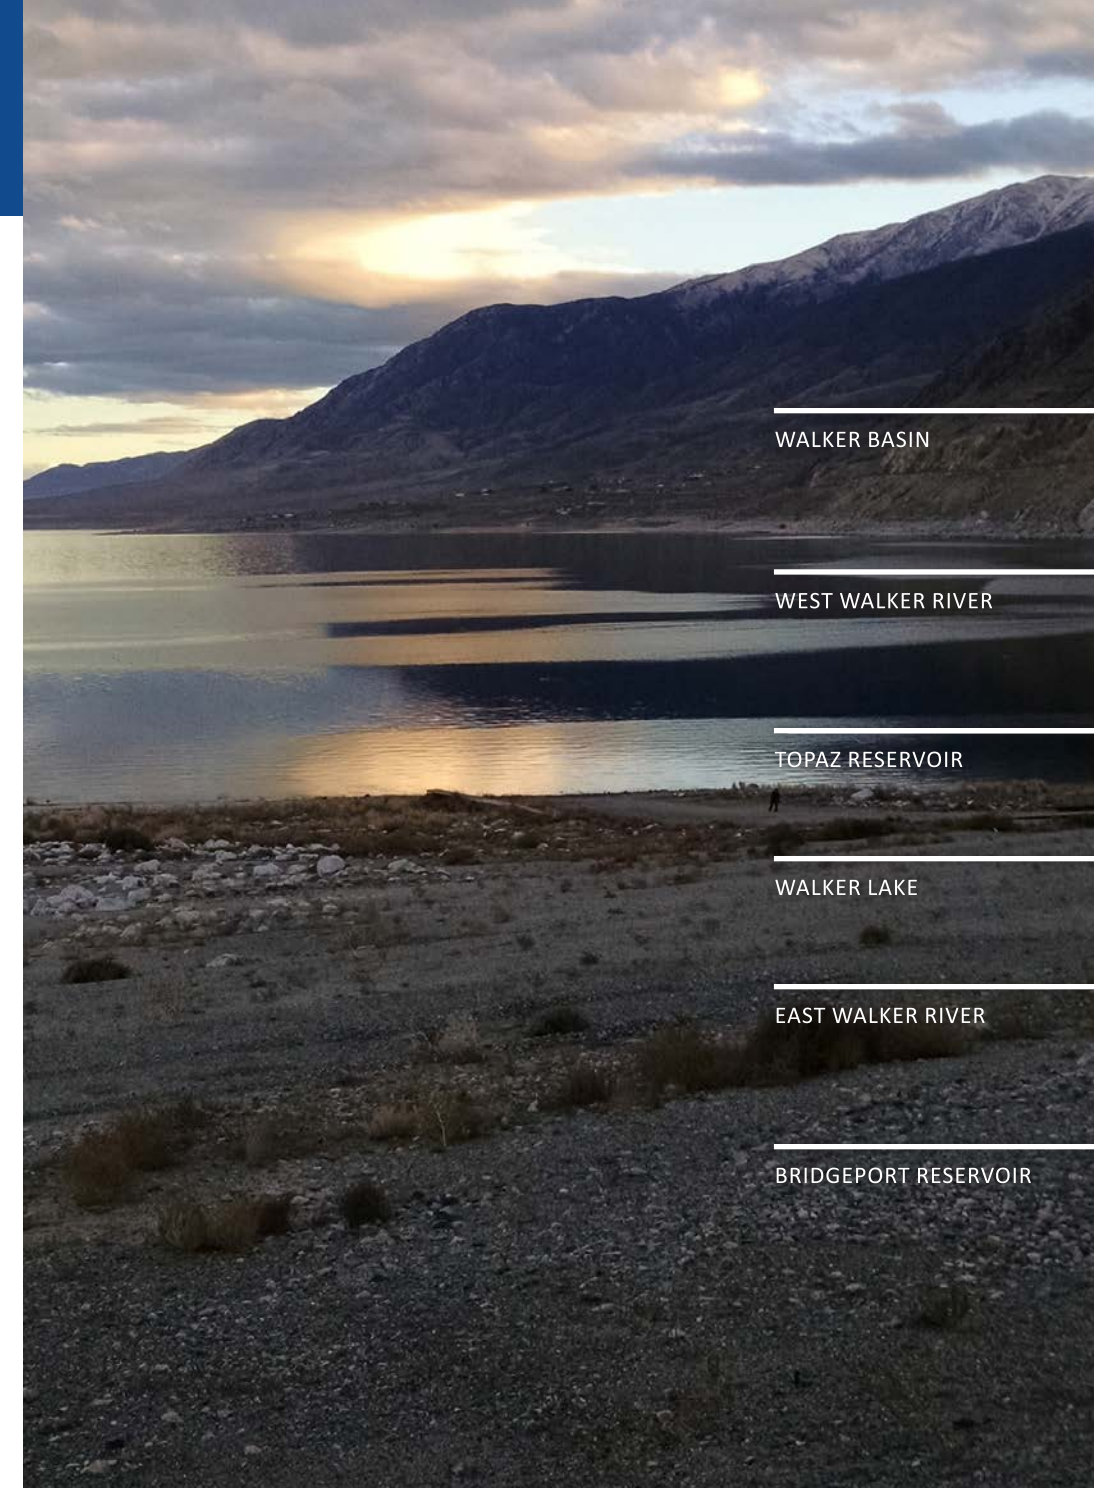 WALKER BASIN
WEST WALKER RIVER
TOPAZ RESERVOIR
WALKER LAKE
EAST WALKER RIVER
BRIDGEPORT RESERVOIR